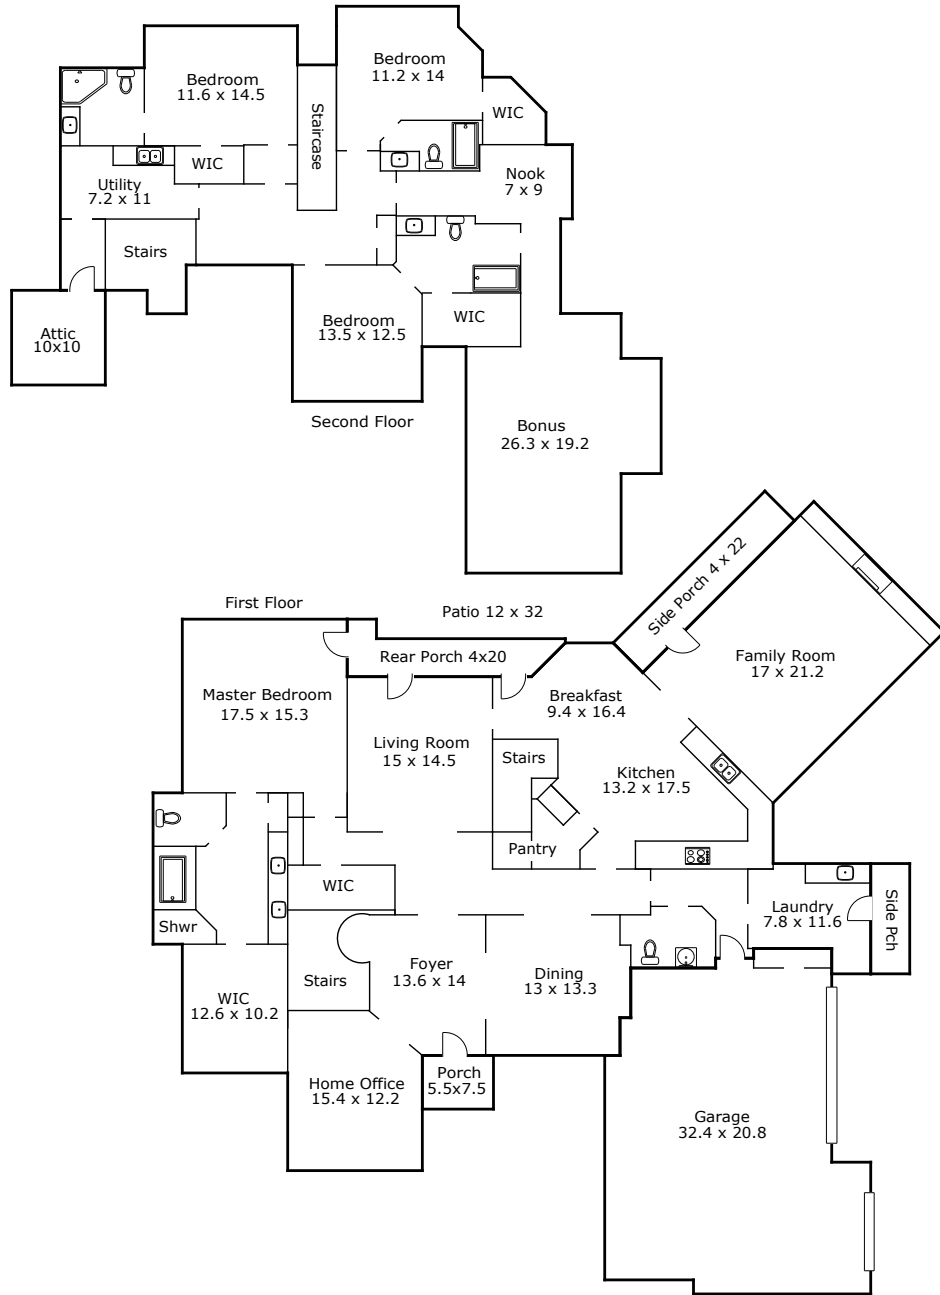 Bedroom
11.6 x 14.5
Staircase
Bedroom
11.2 x 14
WIC
WIC
Nook
7 x 9
Utility
7.2 x 11
Stairs
Attic
10x10
Bedroom
13.5 x 12.5
WIC
Second Floor
Bonus
26.3 x 19.2
First Floor
Patio 12 x 32
Side Porch 4 x 22
Rear Porch 4x20
Family Room
17 x 21.2
Master Bedroom
17.5 x 15.3
Breakfast
9.4 x 16.4
Living Room
15 x 14.5
Stairs
Kitchen
13.2 x 17.5
Pantry
WIC
Laundry
7.8 x 11.6
Side Pch
Shwr
Stairs
Foyer
13.6 x 14
Dining
13 x 13.3
WIC
12.6 x 10.2
Home Office
15.4 x 12.2
Porch
5.5x7.5
Garage
32.4 x 20.8